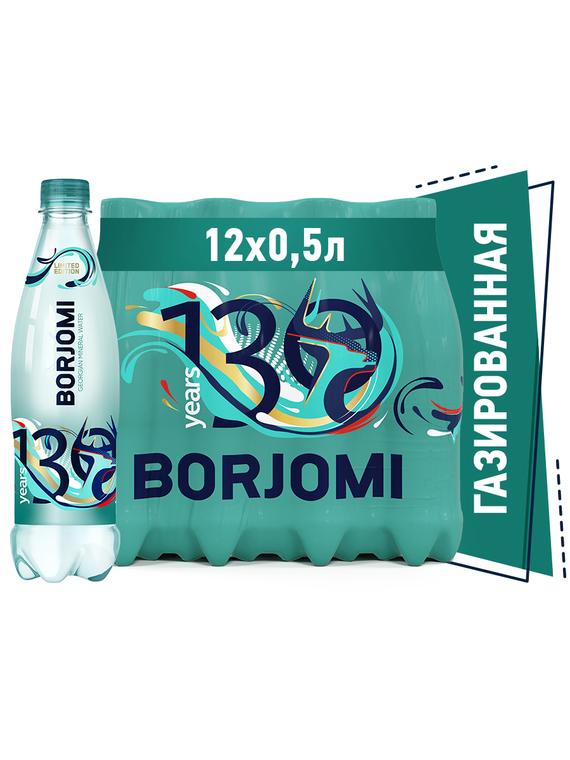 12x0,5л
LIMITED
EDITION
BORJOMI
GEORGIAN MINERAL WATER
130
years
130
years
BORJOMI
ГАЗИРОВАННАЯ